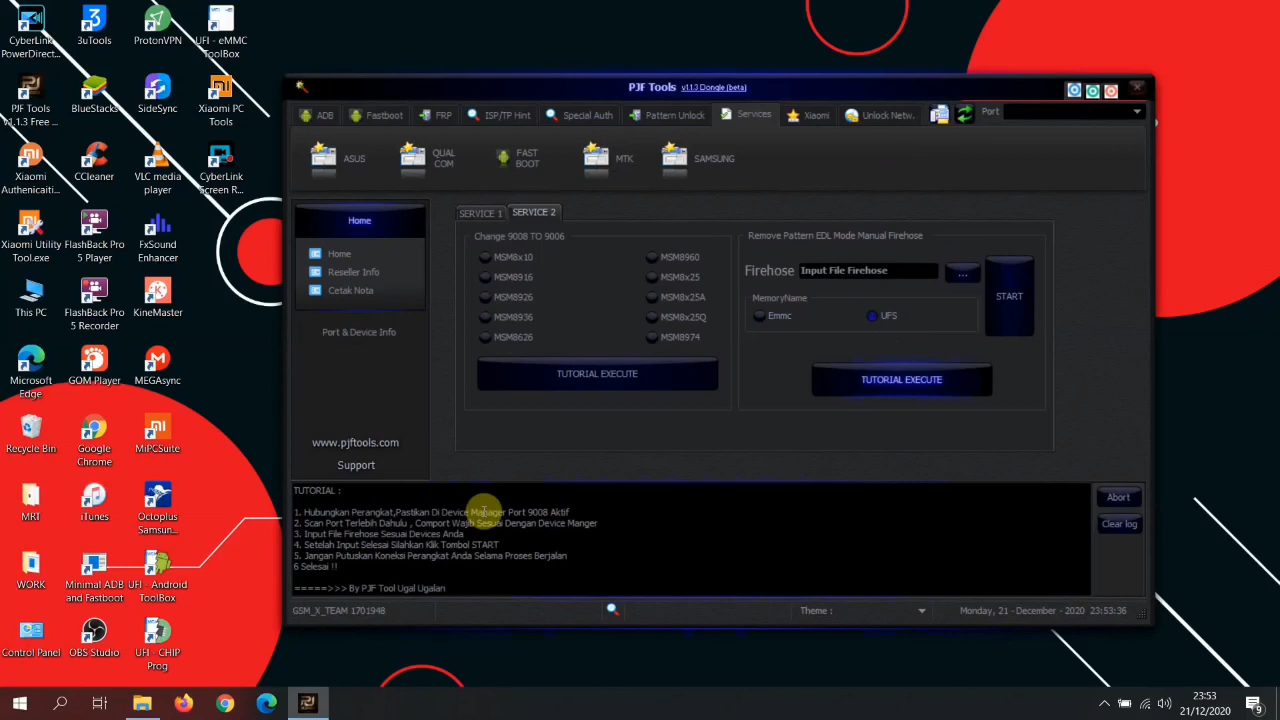 CyberLink
PowerDirect...
3uTools
ProtonVPN
UFI - eMMC
ToolBox
PJF Tools
V1.1.3 Free ...
BlueStacks
SideSync
Xiaomi PC
Tools
Xiaomi
Authenicaiti...
CCleaner
VLC media
player
CyberLink
Screen R...
Xiaomi Utility
Tool.exe
FlashBack Pro
5 Player
FxSound
Enhancer
This PC
FlashBack Pro
5 Recorder
KineMaster
Microsoft
Edge
GOM Player
MEGAsync
Recycle Bin
Google
Chrome
MiPCSuite
MRT
iTunes
Octoplus
Samsun...
WORK
Minimal ADB
and Fastboot
UFI - Android
ToolBox
Control Panel
OBS Studio
UFI - CHIP
Prog
PJF Tools v1.1.3 Dongle (beta)
ADB
Fastboot
FRP
ISP/TP Hint
Special Auth
Pattern Unlock
Services
Xiaomi
Unlock Netw.
Port
ASUS
QUAL
COM
FAST
BOOT
MTK
SAMSUNG
Home
Home
Reseller Info
Cetak Nota
Port & Device Info
www.pjftools.com
Support
SERVICE 1
SERVICE 2
Change 9008 TO 9006
MSM8x10
MSM8960
MSM8916
MSM8x25
MSM8926
MSM8x25A
MSM8936
MSM8x25Q
MSM8626
MSM8974
TUTORIAL EXECUTE
Remove Pattern EDL Mode Manual Firehose
Firehose
Input File Firehose
...
START
MemoryName
Emmc
UFS
TUTORIAL EXECUTE
TUTORIAL :
1. Hubungkan Perangkat,Pastikan Di Device Manager Port 9008 Aktif
2. Scan Port Terlebih Dahulu , Comport Wajib Sesuai Dengan Device Manger
3. Input File Firehose Sesuai Devices Anda
4. Setelah Input Selesai Silahkan Klik Tombol START
5. Jangan Putuskan Koneksi Perangkat Anda Selama Proses Berjalan
6 Selesai !!
=====>>> By PJF Tool Ugal Ugalan
Abort
Clear log
GSM_X_TEAM 1701948
Theme :
Monday, 21 - December - 2020
23:53:36
23:53
21/12/2020
9